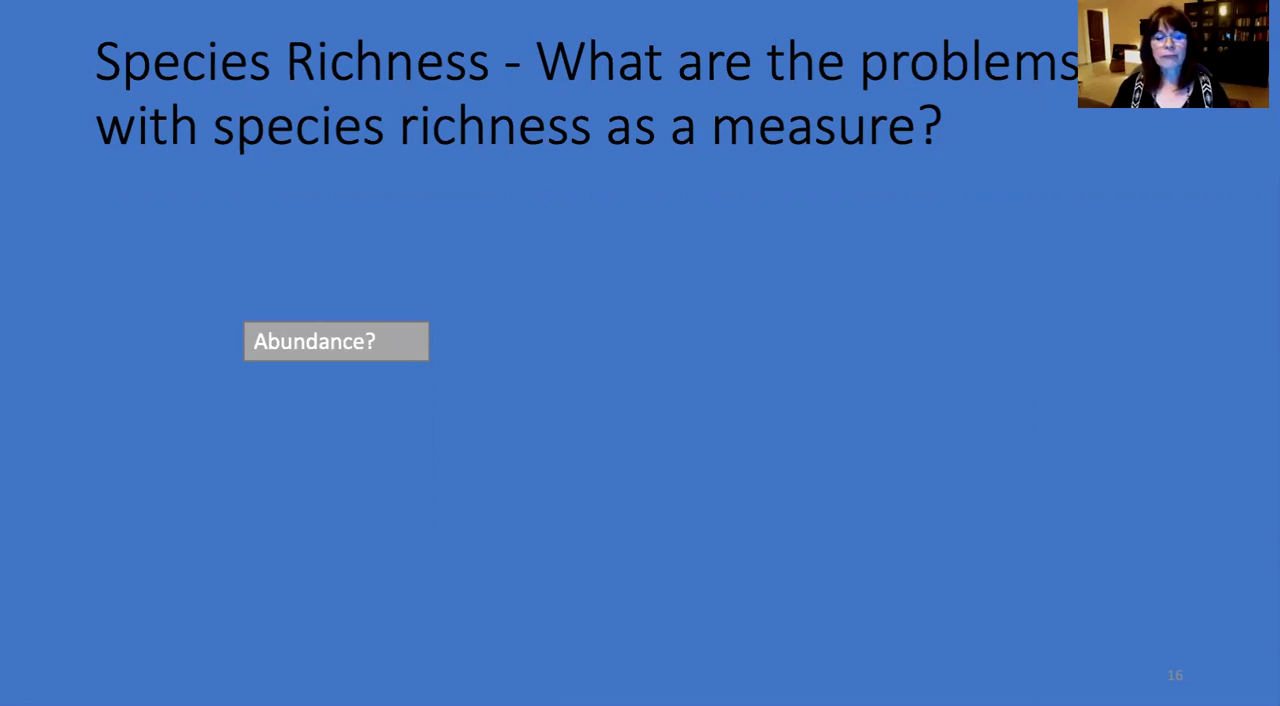 Species Richness - What are the problems
with species richness as a measure?
Abundance?
16